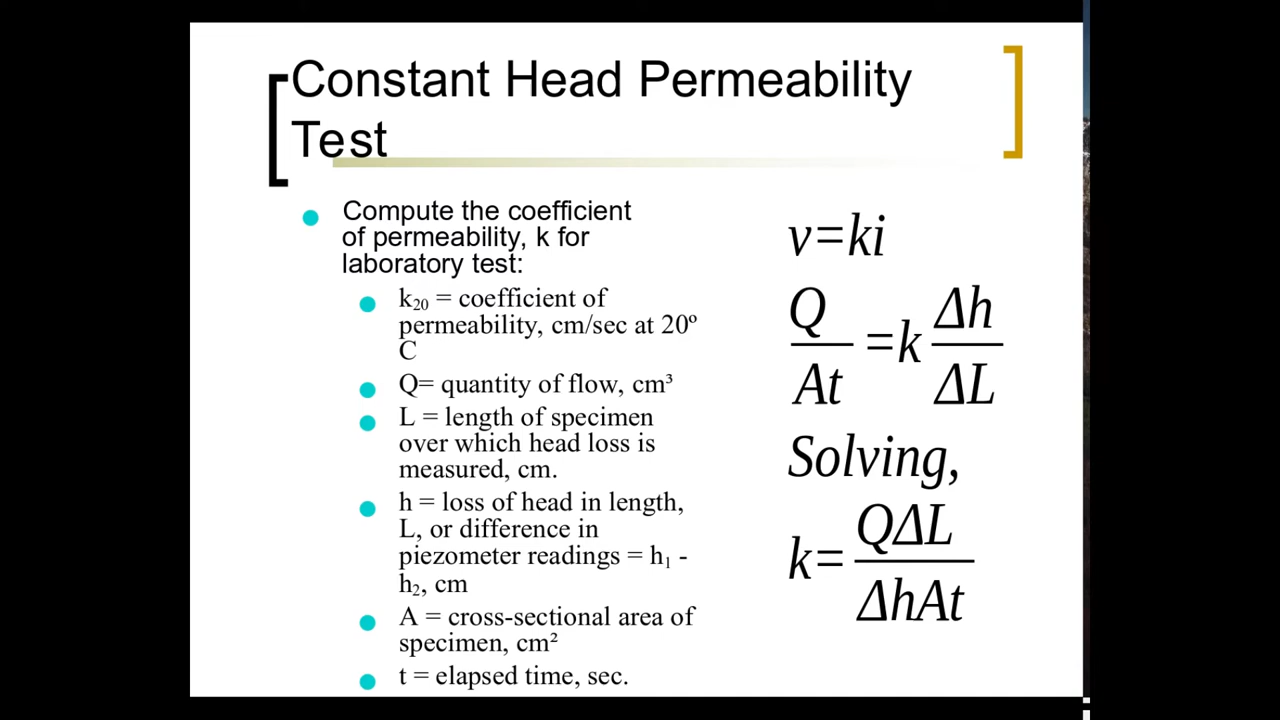 Constant Head Permeability
Test
Compute the coefficient
of permeability, k for
laboratory test:
k₂₀ = coefficient of
permeability, cm/sec at 20º
C
Q= quantity of flow, cm³
L = length of specimen
over which head loss is
measured, cm.
h = loss of head in length,
L, or difference in
piezometer readings = h₁ -
h₂, cm
A = cross-sectional area of
specimen, cm²
t = elapsed time, sec.
v=ki
Q/At =k Δh/ΔL
Solving,
k= QΔL/ΔhAt